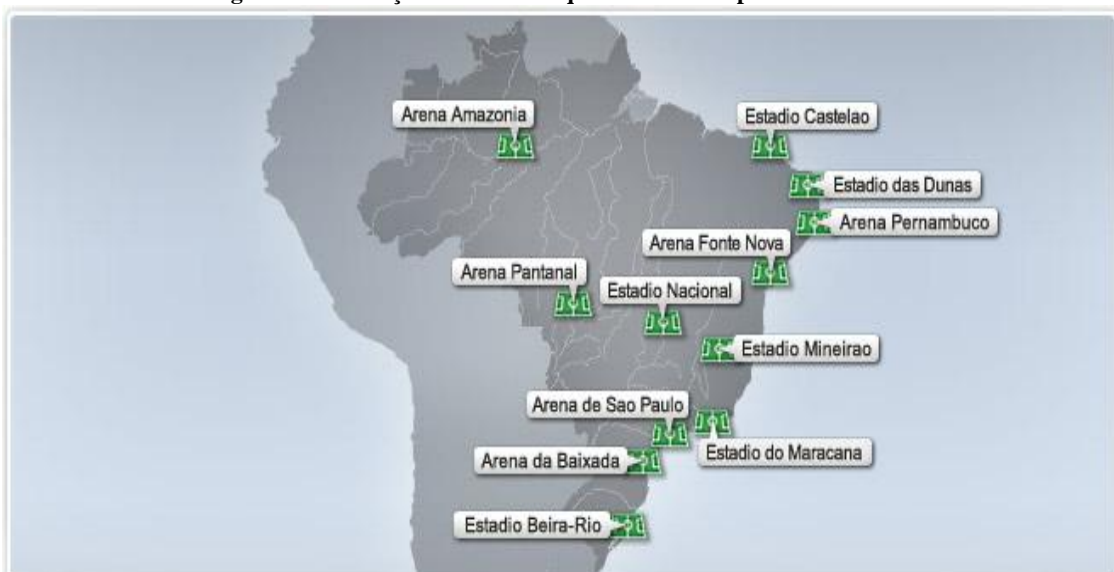 Arena Amazonia
Estadio Castelao
Estadio das Dunas
Arena Pernambuco
Arena Fonte Nova
Arena Pantanal
Estadio Nacional
Estadio Mineirao
Arena de Sao Paulo
Estadio do Maracana
Arena da Baixada
Estadio Beira-Rio